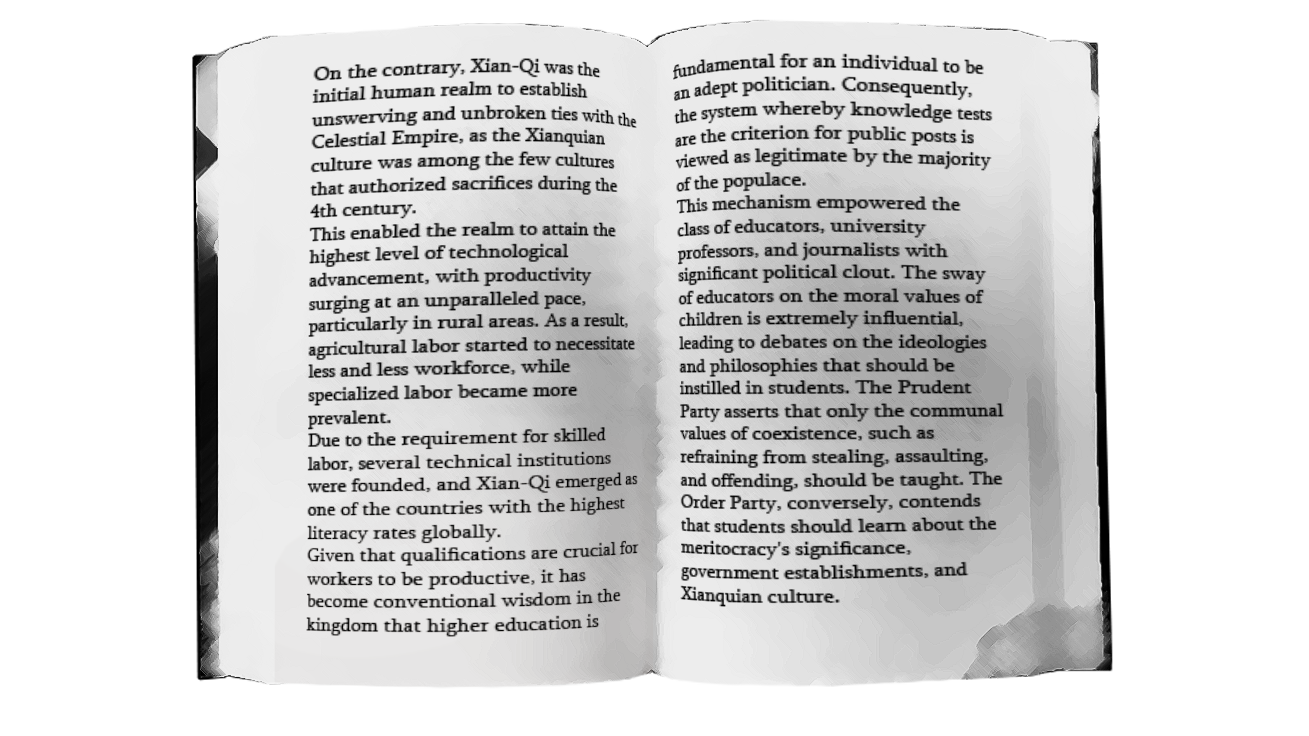 On the contrary, Xian-Qi was the
initial human realm to establish
unswerving and unbroken ties with the
Celestial Empire, as the Xianquian
culture was among the few cultures
that authorized sacrifices during the
4th century.
This enabled the realm to attain the
highest level of technological
advancement, with productivity
surging at an unparalleled pace,
particularly in rural areas. As a result,
agricultural labor started to necessitate
less and less workforce, while
specialized labor became more
prevalent.
Due to the requirement for skilled
labor, several technical institutions
were founded, and Xian-Qi emerged as
one of the countries with the highest
literacy rates globally.
Given that qualifications are crucial for
workers to be productive, it has
become conventional wisdom in the
kingdom that higher education is
fundamental for an individual to be
an adept politician. Consequently,
the system whereby knowledge tests
are the criterion for public posts is
viewed as legitimate by the majority
of the populace.
This mechanism empowered the
class of educators, university
professors, and journalists with
significant political clout. The sway
of educators on the moral values of
children is extremely influential,
leading to debates on the ideologies
and philosophies that should be
instilled in students. The Prudent
Party asserts that only the communal
values of coexistence, such as
refraining from stealing, assaulting,
and offending, should be taught. The
Order Party, conversely, contends
that students should learn about the
meritocracy's significance,
government establishments, and
Xianquian culture.